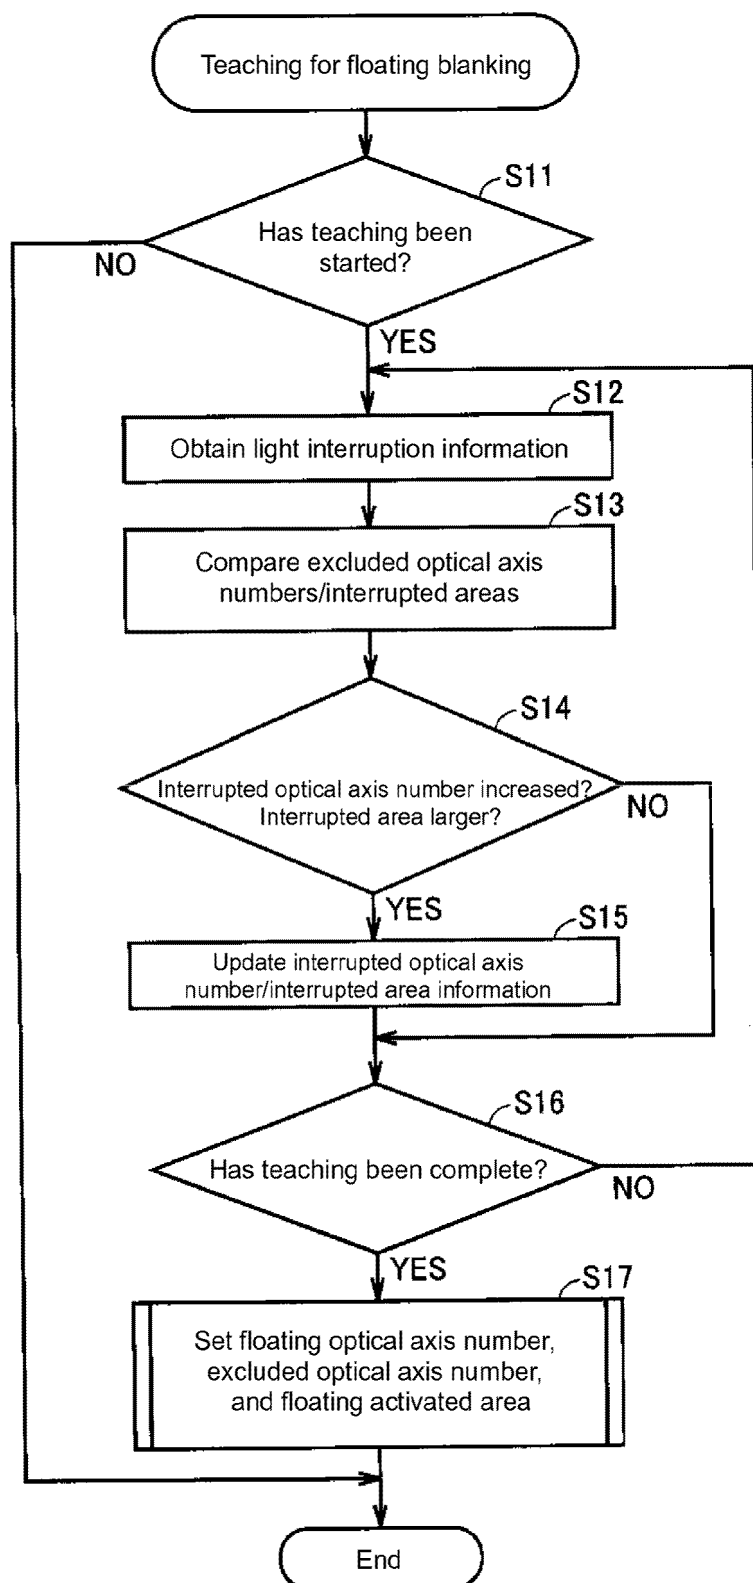 Teaching for floating blanking
S11
Has teaching been
started?
NO
YES
S12
Obtain light interruption information
S13
Compare excluded optical axis
numbers/interrupted areas
S14
Interrupted optical axis number increased?
Interrupted area larger?
NO
YES
S15
Update interrupted optical axis
number/interrupted area information
S16
Has teaching been complete?
NO
YES
S17
Set floating optical axis number,
excluded optical axis number,
and floating activated area
End